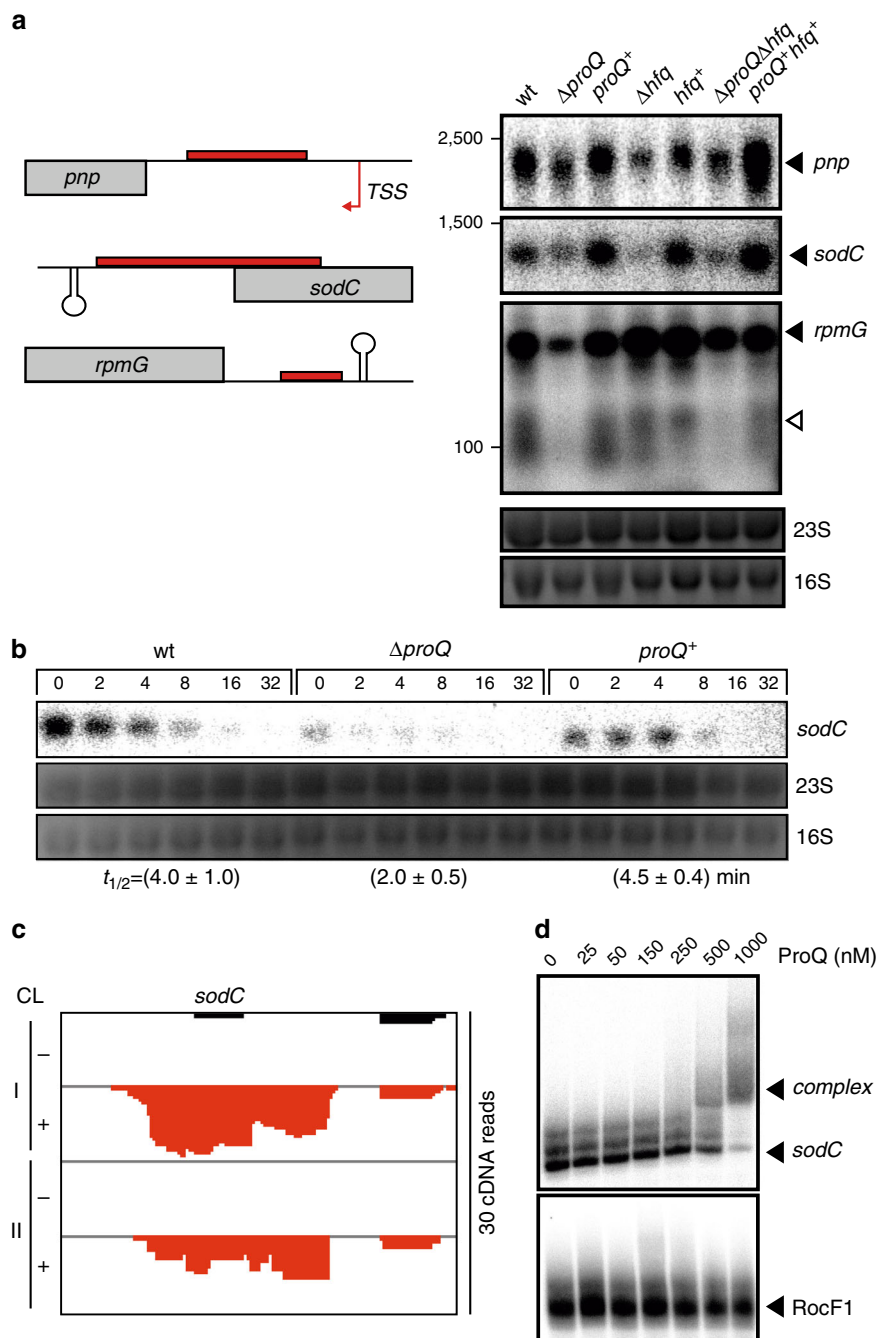 a
wt ΔproQ proQ+ Δhfq hfq+ ΔproQΔhfq proQ+hfq+
2,500
pnp
pnp
TSS
1,500
sodC
sodC
rpmG
rpmG
100
23S
16S
b
wt ΔproQ proQ+
0 2 4 8 16 32 0 2 4 8 16 32 0 2 4 8 16 32
sodC
23S
16S
t1/2=(4.0 ± 1.0) (2.0 ± 0.5) (4.5 ± 0.4) min
c
CL sodC
–
I
+
–
II
+
30 cDNA reads
d
0 25 50 150 250 500 1000 ProQ (nM)
complex
sodC
RocF1